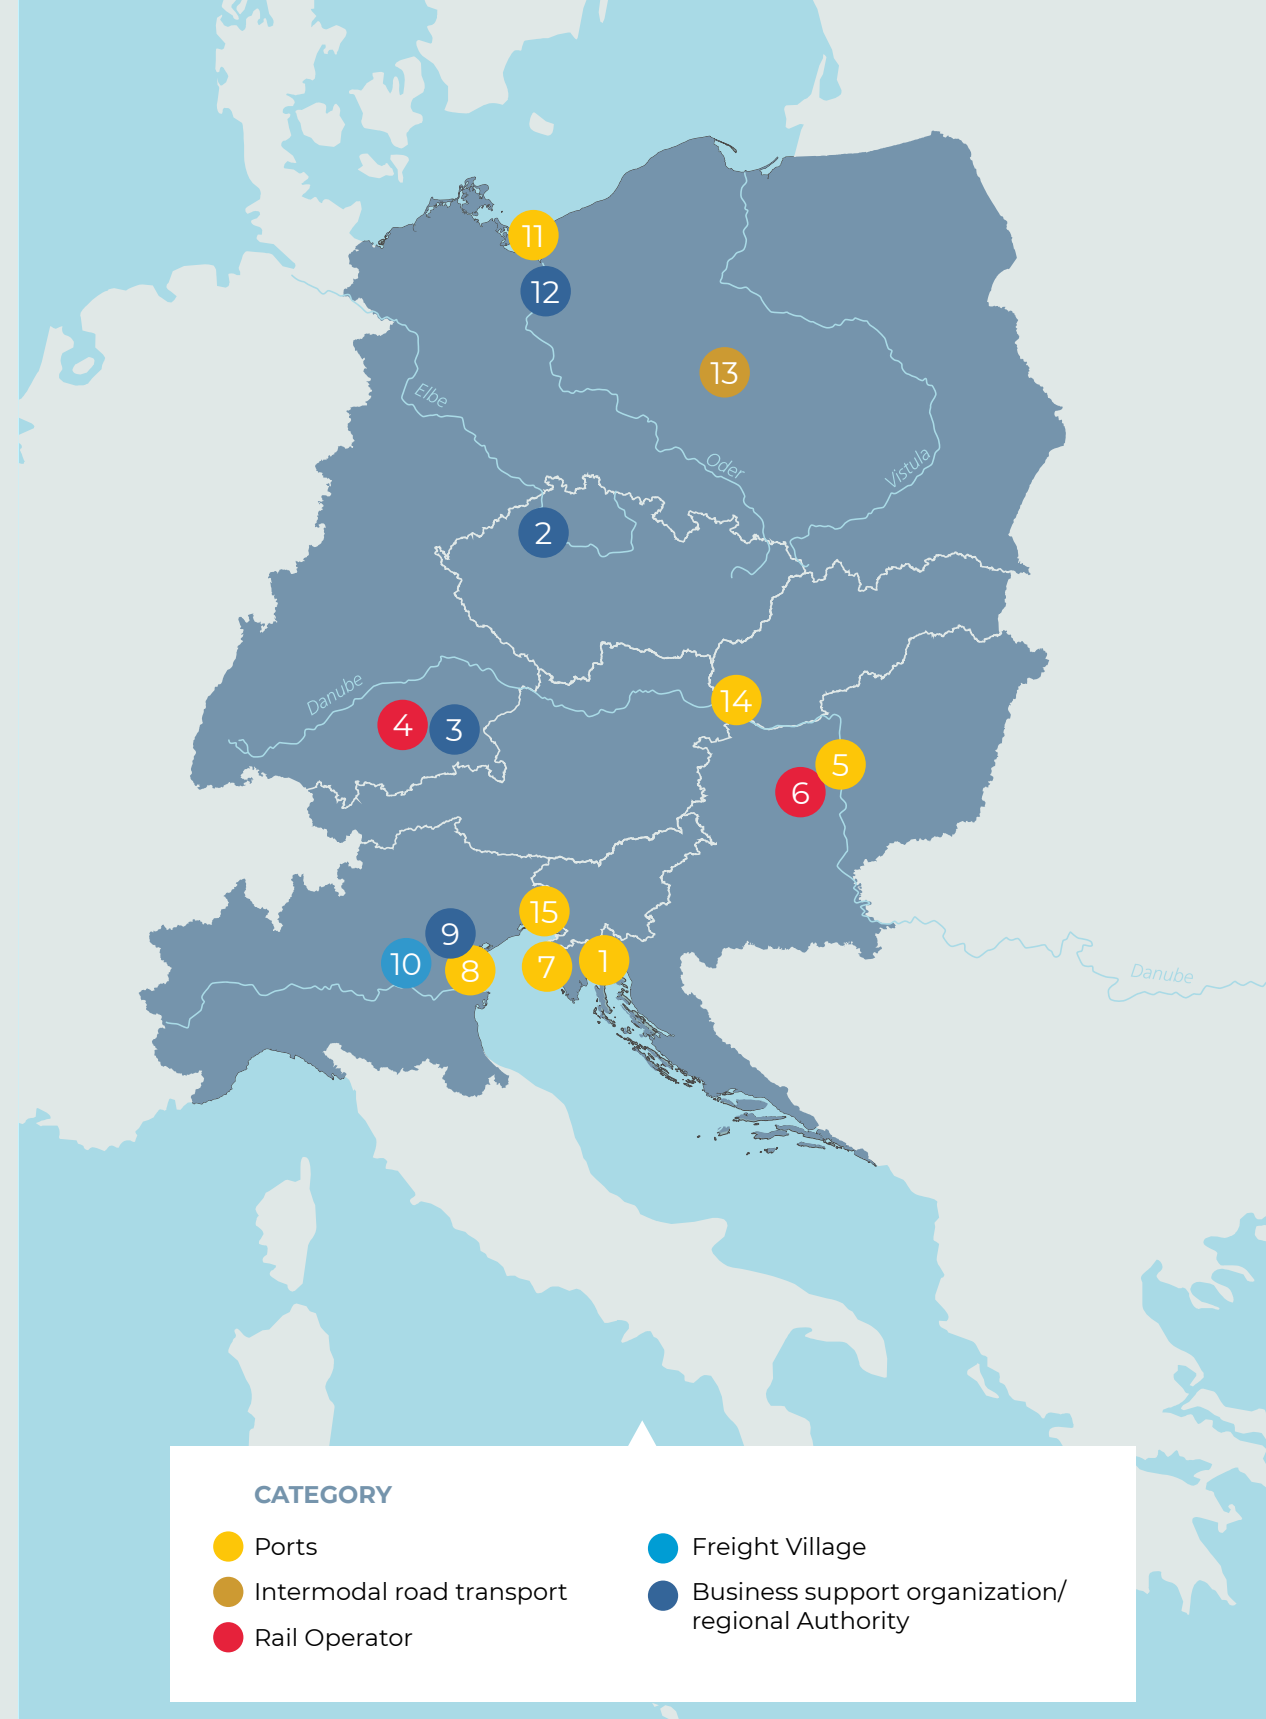 11
12
13
Elbe
Oder
Vistula
2
Danube
14
4
3
5
6
15
9
10
8
7
1
Danube
CATEGORY
Ports
Intermodal road transport
Rail Operator
Freight Village
Business support organization/
regional Authority